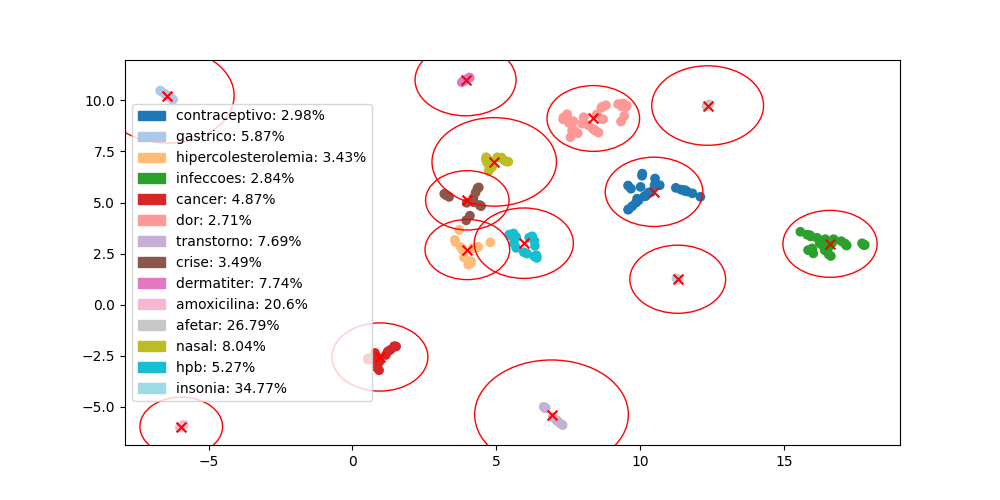 10.0
7.5
5.0
2.5
0.0
−2.5
−5.0
contraceptivo: 2.98%
gastrico: 5.87%
hipercolesterolemia: 3.43%
infeccoes: 2.84%
cancer: 4.87%
dor: 2.71%
transtorno: 7.69%
crise: 3.49%
dermatiter: 7.74%
amoxicilina: 20.6%
afetar: 26.79%
nasal: 8.04%
hpb: 5.27%
insonia: 34.77%
−5 0 5 10 15